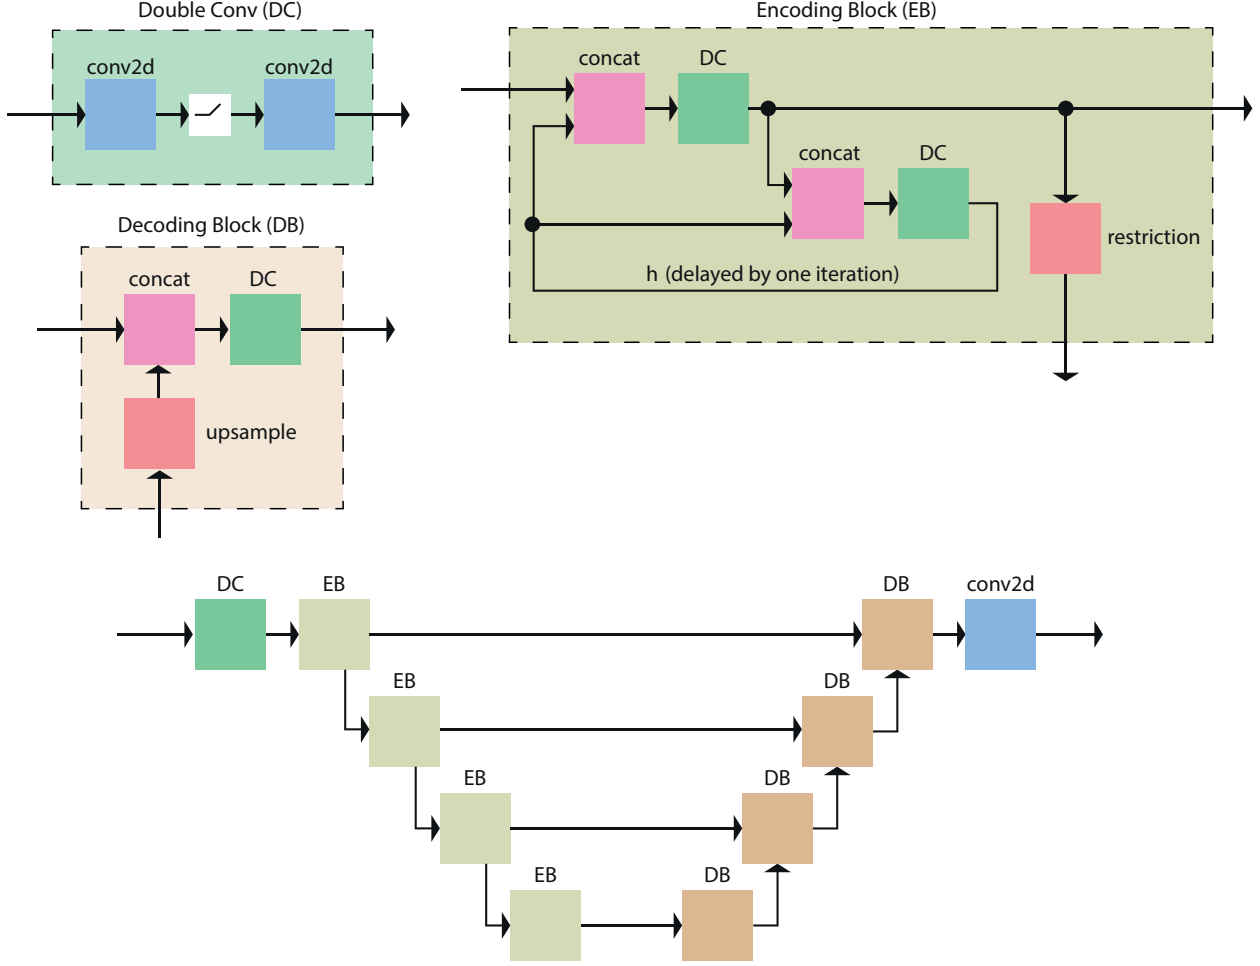 Double Conv (DC)
conv2d
conv2d
Encoding Block (EB)
concat
DC
concat
DC
restriction
h (delayed by one iteration)
Decoding Block (DB)
concat
DC
upsample
DC
EB
DB
conv2d
EB
DB
EB
DB
EB
DB